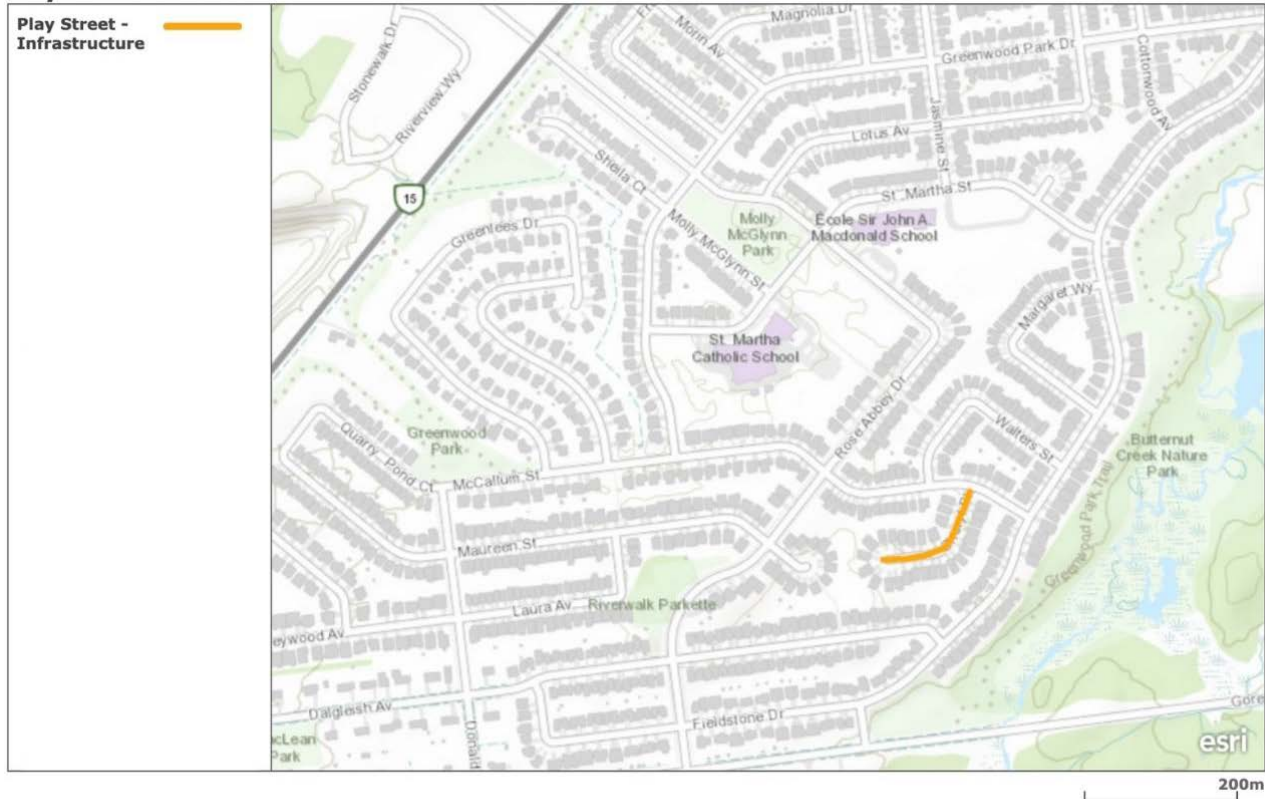 Play Street -
Infrastructure
Stonewalk Dr
Riverview Wy
15
Morin Av
Magnolia Dr
Greenwood Park Dr
Cottonwood Av
Jasmine St
Lotus Av
Sheila Ct
St. Martha St
Molly
McGlynn
Park
École Sir John A.
Macdonald School
Greenlees Dr
Molly McGlynn St
Margaret Wy
St. Martha
Catholic School
Rose Abbey Dr
Greenwood
Park
Quarry Pond Ct
McCallum St
Walters St
Butternut
Creek Nature
Park
Greenwood Park Trail
Maureen St
Laura Av
Riverwalk Parkette
eywood Av
Dalgleish Av
Donald
Fieldstone Dr
Gore
cLean
Park
esri
200m